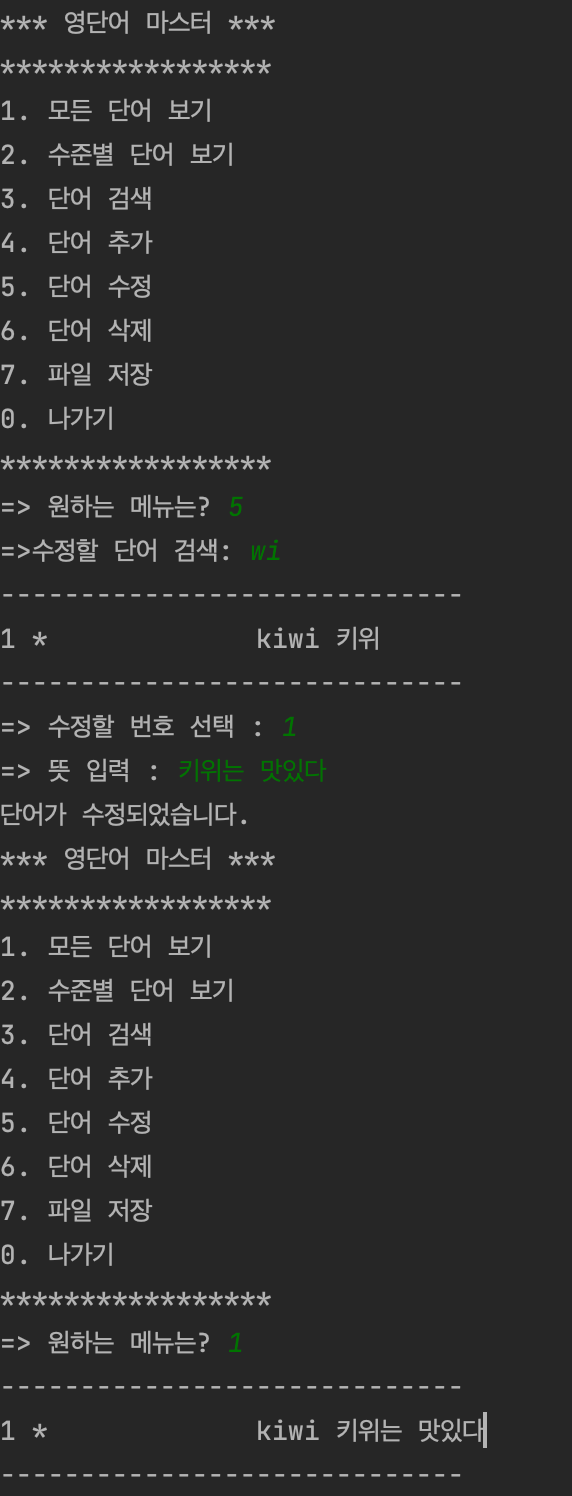 *** 영단어 마스터 ***
*****************
1. 모든 단어 보기
2. 수준별 단어 보기
3. 단어 검색
4. 단어 추가
5. 단어 수정
6. 단어 삭제
7. 파일 저장
0. 나가기
*****************
=> 원하는 메뉴는? 5
=>수정할 단어 검색: wi
-----------------------------
1 *             kiwi 키위
-----------------------------
=> 수정할 번호 선택 : 1
=> 뜻 입력 : 키위는 맛있다
단어가 수정되었습니다.
*** 영단어 마스터 ***
*****************
1. 모든 단어 보기
2. 수준별 단어 보기
3. 단어 검색
4. 단어 추가
5. 단어 수정
6. 단어 삭제
7. 파일 저장
0. 나가기
*****************
=> 원하는 메뉴는? 1
-----------------------------
1 *             kiwi 키위는 맛있다
-----------------------------